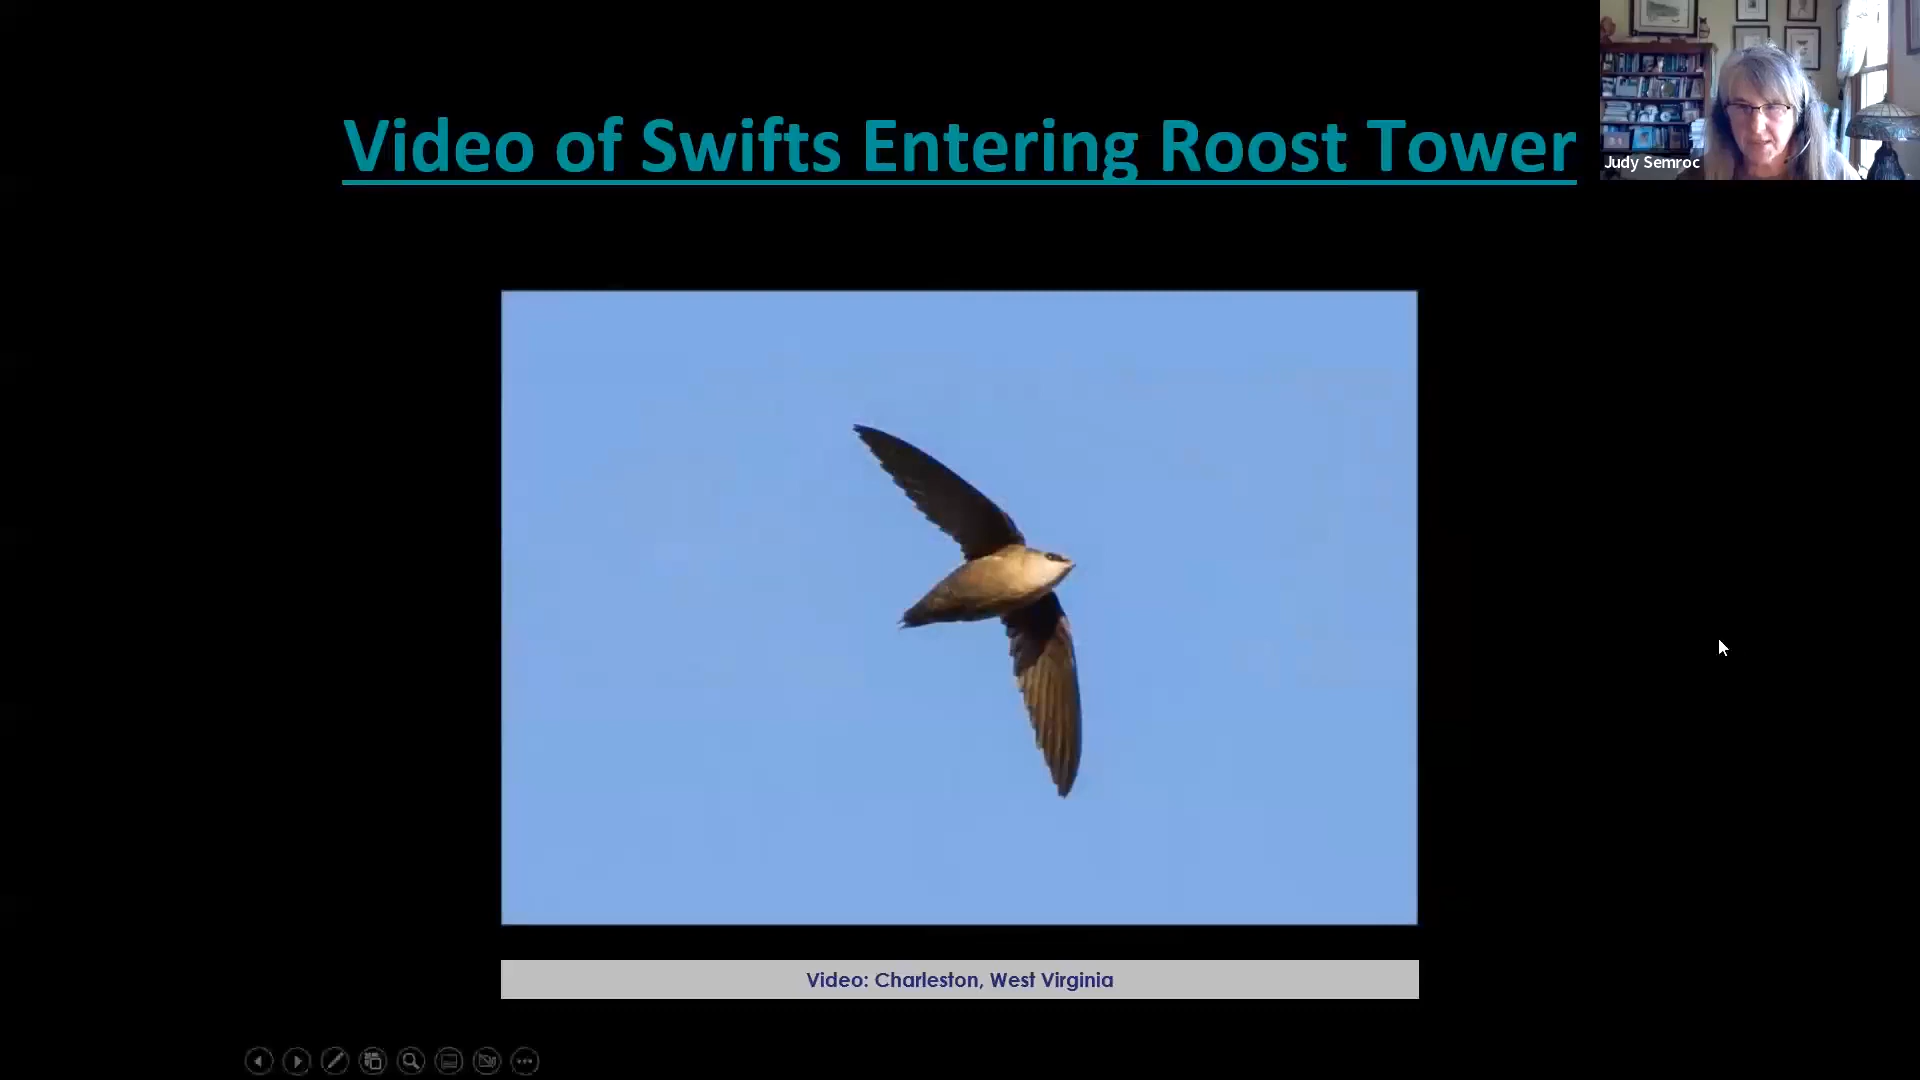 Video of Swifts Entering Roost Tower
Judy Semroc
Video: Charleston, West Virginia